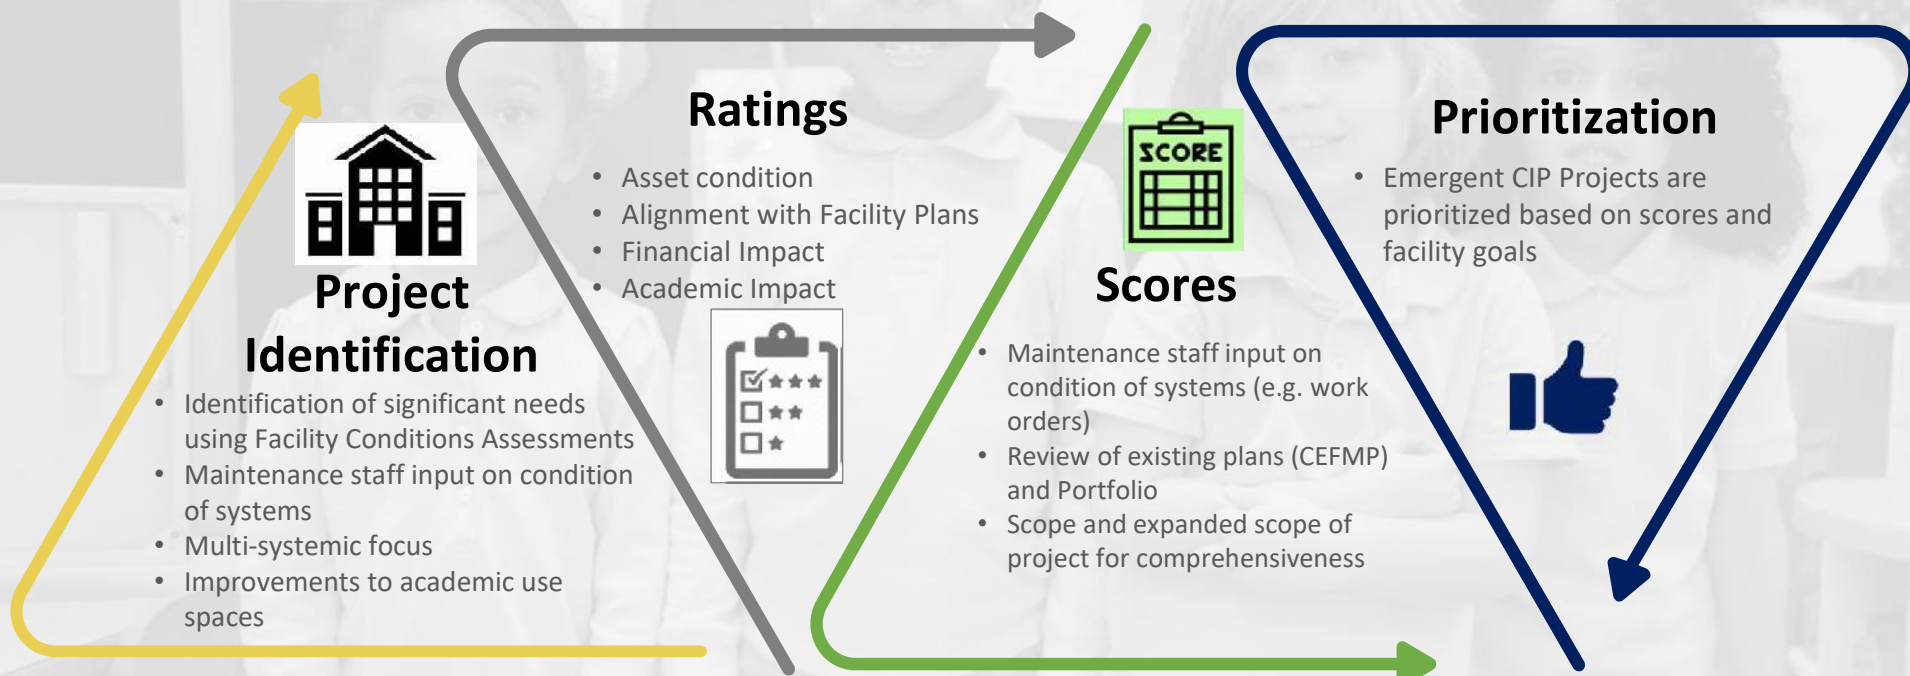 Project
Identification
• Identification of significant needs
using Facility Conditions Assessments
• Maintenance staff input on condition
of systems
• Multi-systemic focus
• Improvements to academic use
spaces
Ratings
• Asset condition
• Alignment with Facility Plans
• Financial Impact
• Academic Impact
SCORE
Scores
• Maintenance staff input on
condition of systems (e.g. work
orders)
• Review of existing plans (CEFMP)
and Portfolio
• Scope and expanded scope of
project for comprehensiveness
Prioritization
• Emergent CIP Projects are
prioritized based on scores and
facility goals